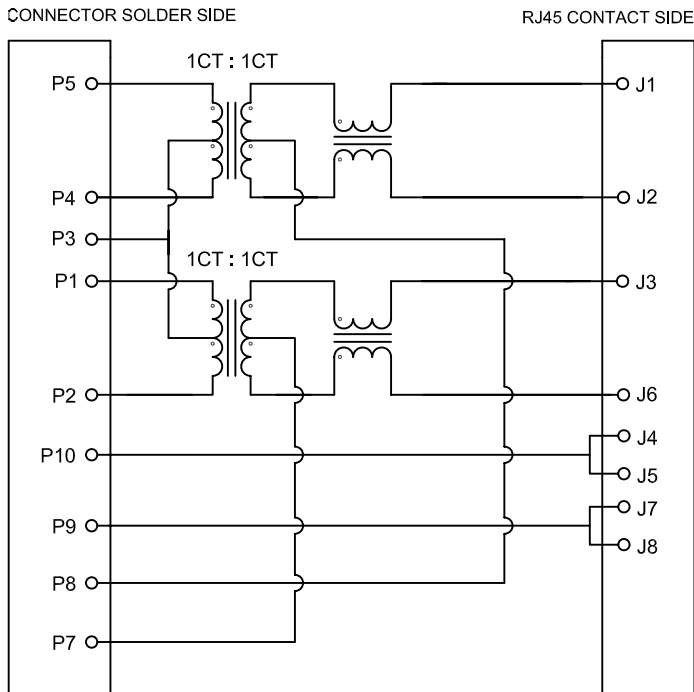 CONNECTOR SOLDER SIDE
RJ45 CONTACT SIDE
1CT : 1CT
P5
J1
P4
J2
P3
1CT : 1CT
P1
J3
P2
J6
J4
P10
J5
J7
P9
J8
P8
P7